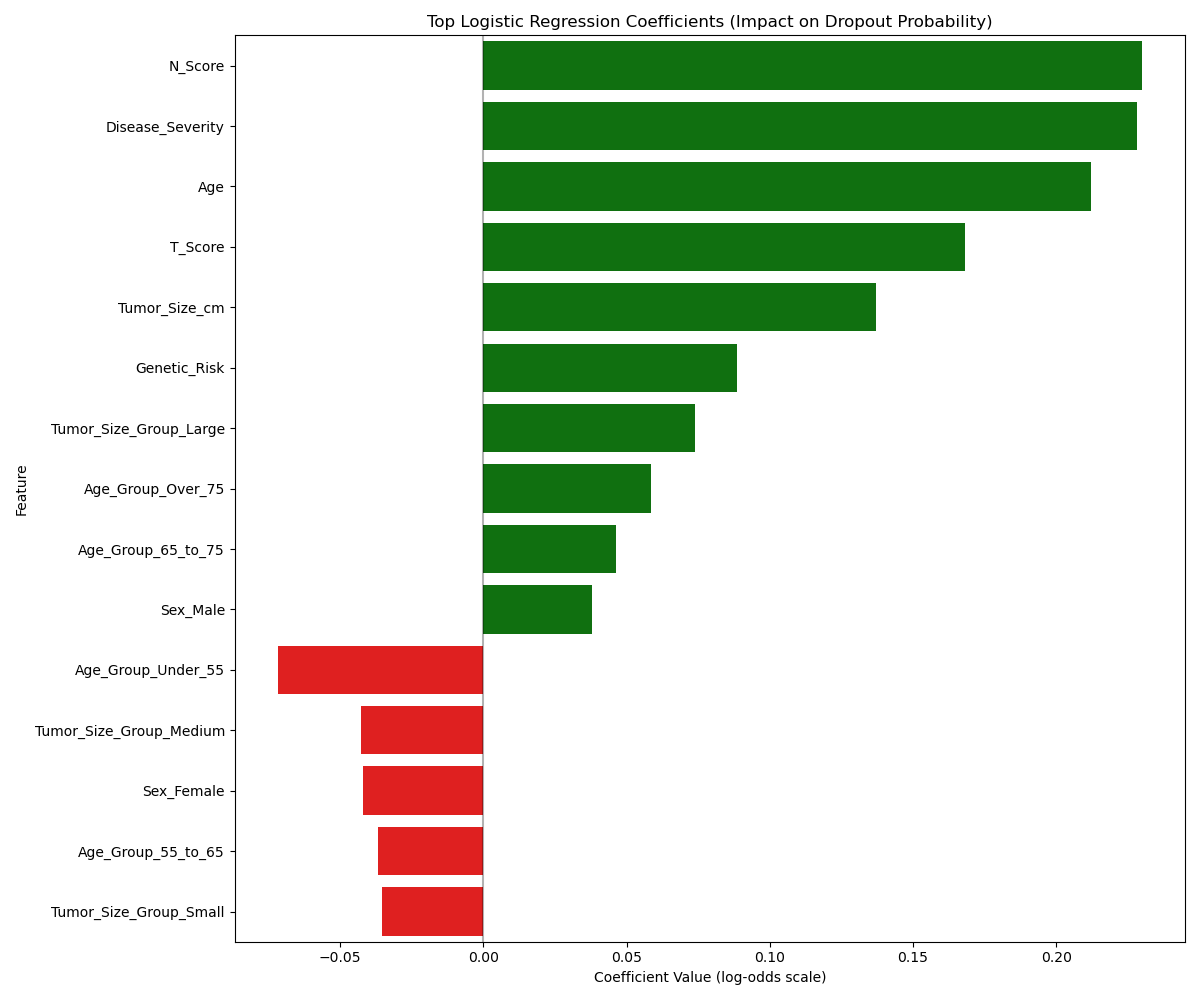 Top Logistic Regression Coefficients (Impact on Dropout Probability)
N_Score
Disease_Severity
Age
T_Score
Tumor_Size_cm
Genetic_Risk
Tumor_Size_Group_Large
Age_Group_Over_75
Age_Group_65_to_75
Sex_Male
Age_Group_Under_55
Tumor_Size_Group_Medium
Sex_Female
Age_Group_55_to_65
Tumor_Size_Group_Small
Feature
−0.05 0.00 0.05 0.10 0.15 0.20
Coefficient Value (log-odds scale)